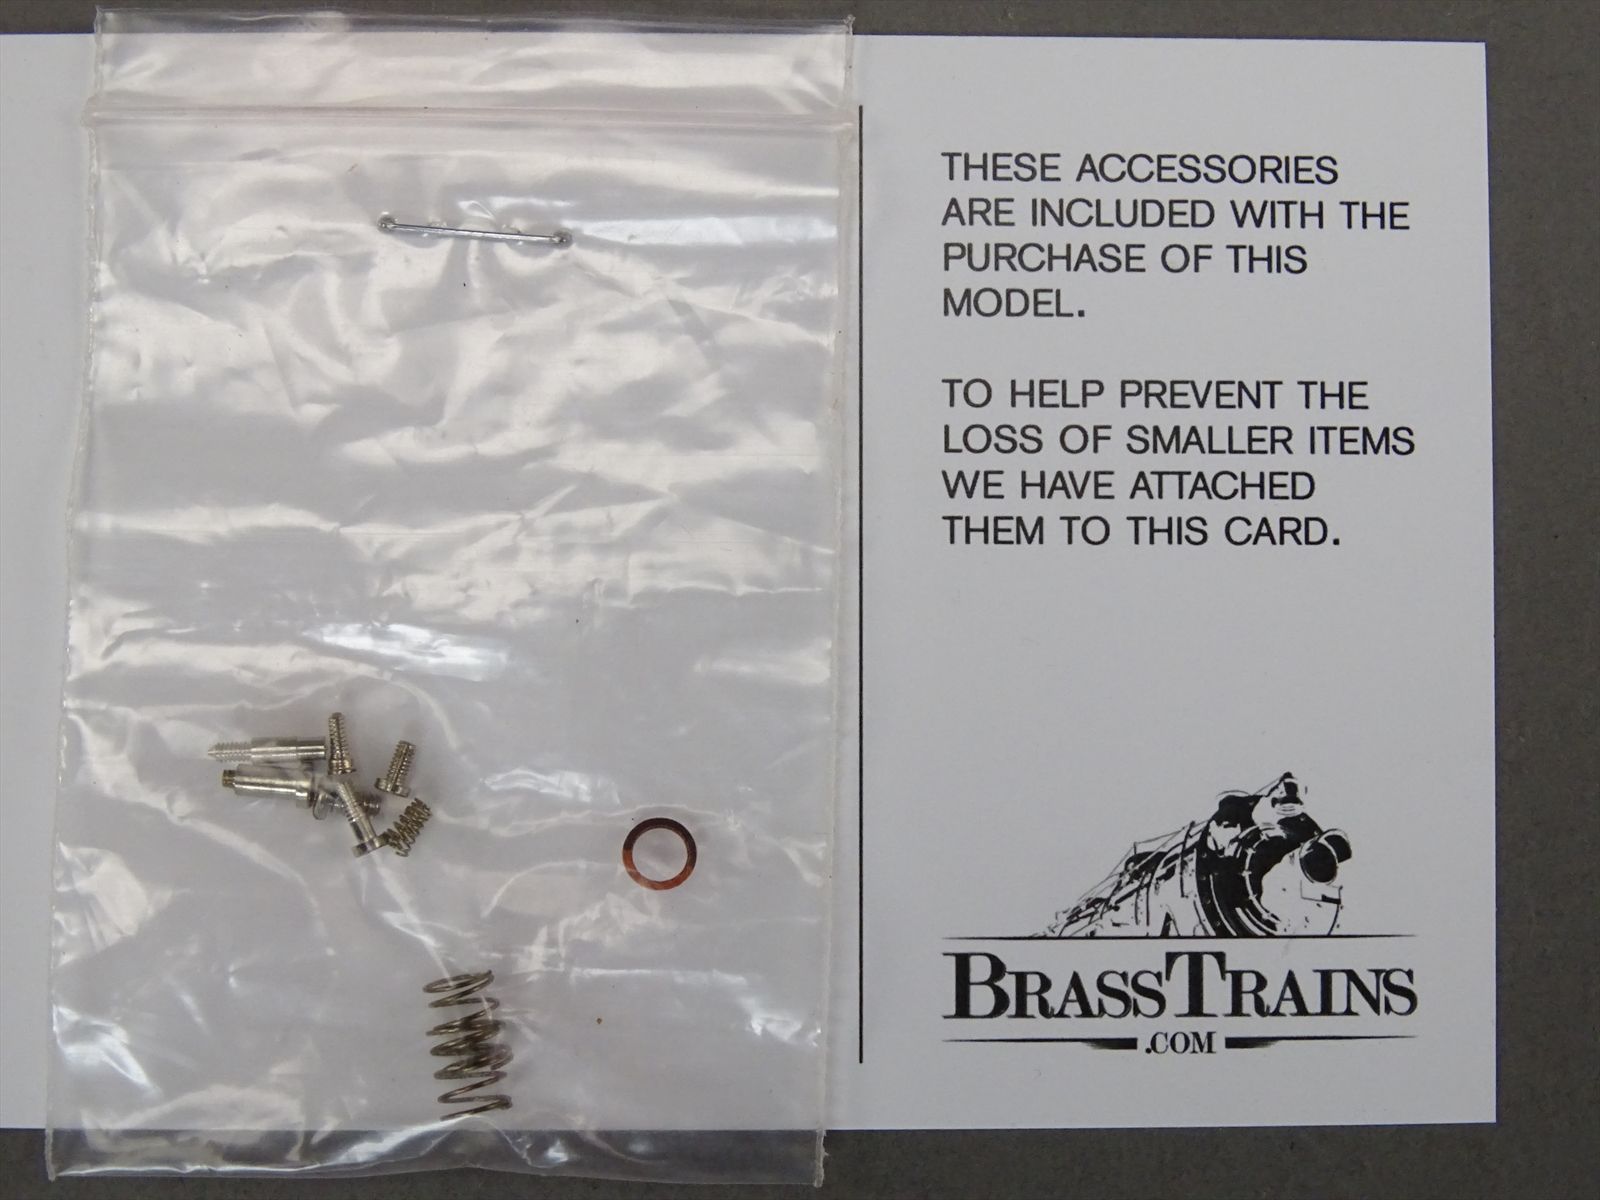 THESE ACCESSORIES
ARE INCLUDED WITH THE
PURCHASE OF THIS
MODEL.
TO HELP PREVENT THE
LOSS OF SMALLER ITEMS
WE HAVE ATTACHED
THEM TO THIS CARD.
BRASSTRAINS
.COM